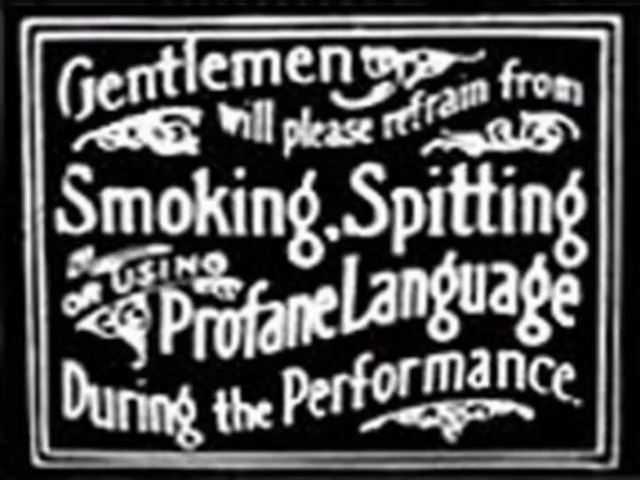 Gentlemen
will please refrain from
Smoking, Spitting
OR USING
Profane Language
During the Performance.